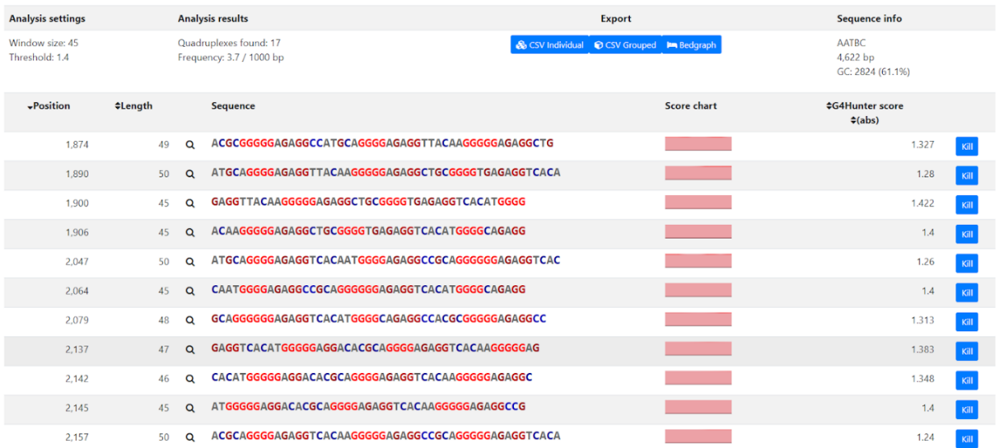 Analysis settings Analysis results Export Sequence info
Window size: 45 Quadruplexes found: 17 CSV Individual CSV Grouped Bedgraph AATBC
Threshold: 1.4 Frequency: 3.7 / 1000 bp 4,622 bp
GC: 2824 (61.1%)
Position Length Sequence Score chart G4Hunter score
(abs)
1,874 49 ACGCGGGGGAGAGGCCATGCAGGGGAGAGGTTACAAGGGGGAGAGGCTG 1.327 Kill
1,890 50 ATGCAGGGGAGAGGTTACAAGGGGGAGAGGCTGCGGGGTGAGAGGTCACA 1.28 Kill
1,900 45 GAGGTTACAAGGGGGAGAGGCTGCGGGGTGAGAGGTCACATGGGG 1.422 Kill
1,906 45 ACAAGGGGGAGAGGCTGCGGGGTGAGAGGTCACATGGGGCAGAGG 1.4 Kill
2,047 50 ATGCAGGGGAGAGGTCACAATGGGGAGAGGCCGCAGGGGGGAGAGGTCAC 1.26 Kill
2,064 45 CAATGGGGAGAGGCCGCAGGGGGGAGAGGTCACATGGGGCAGAGG 1.4 Kill
2,079 48 GCAGGGGGGAGAGGTCACATGGGGCAGAGGCCACGCGGGGGAGAGGCC 1.313 Kill
2,137 47 GAGGTCACATGGGGGAGGACACGCAGGGGAGAGGTCACAAGGGGGAG 1.383 Kill
2,142 46 CACATGGGGGAGGACACGCAGGGGAGAGGTCACAAGGGGGAGAGGC 1.348 Kill
2,145 45 ATGGGGGAGGACACGCAGGGGAGAGGTCACAAGGGGGAGAGGCCG 1.4 Kill
2,157 50 ACGCAGGGGAGAGGTCACAAGGGGGAGAGGCCGCAGGGGGAGAGGTCACA 1.24 Kill